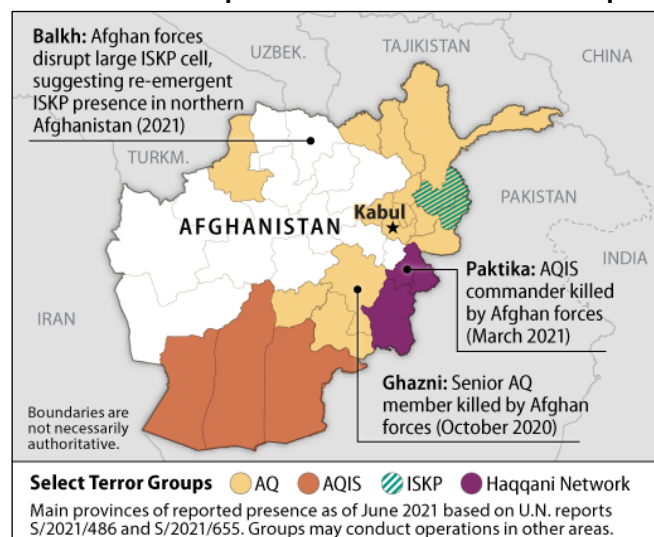 Balkh: Afghan forces
disrupt large ISKP cell,
suggesting re-emergent
ISKP presence in northern
Afghanistan (2021)
UZBEK.
TAJIKISTAN
CHINA
TURKM.
AFGHANISTAN
Kabul
PAKISTAN
INDIA
IRAN
Paktika: AQIS
commander killed
by Afghan forces
(March 2021)
Ghazni: Senior AQ
member killed by Afghan
forces (October 2020)
Boundaries are
not necessarily
authoritative.
Select Terror Groups AQ AQIS ISKP Haqqani Network
Main provinces of reported presence as of June 2021 based on U.N. reports
S/2021/486 and S/2021/655. Groups may conduct operations in other areas.